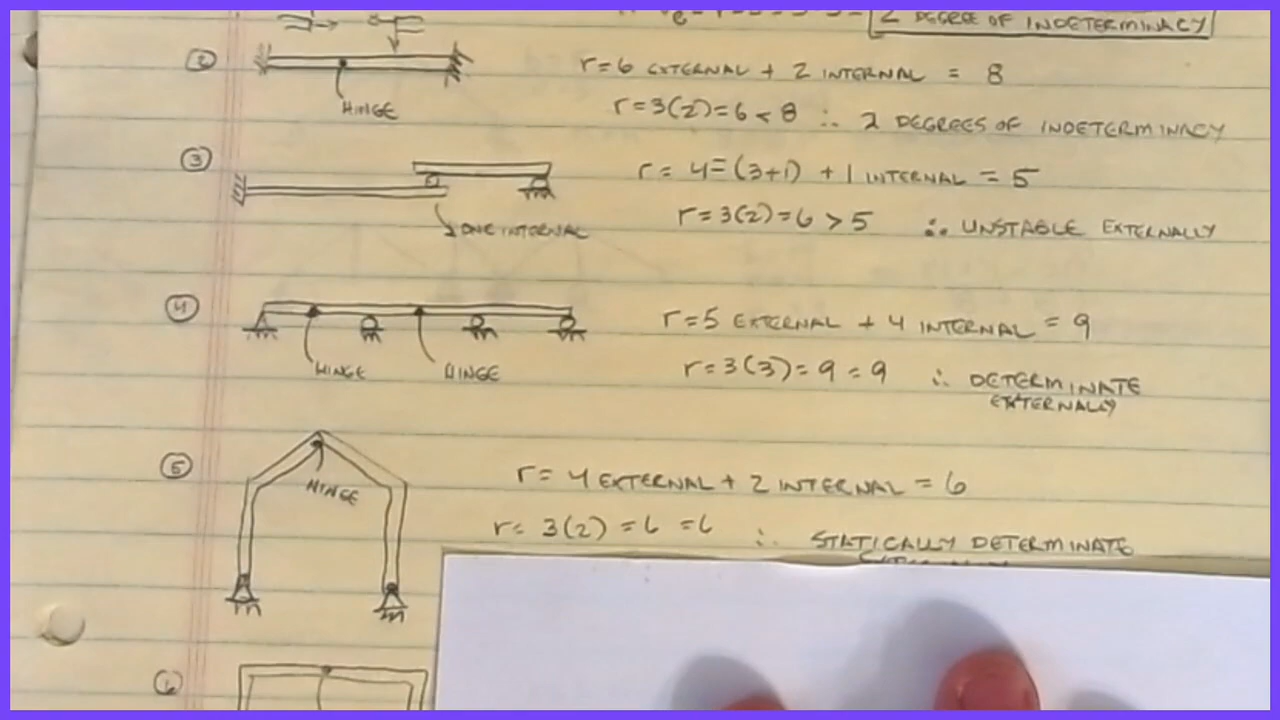 2 DEGREE OF INDETERMINACY
2
r=6 EXTERNAL + 2 INTERNAL = 8
HINGE
r=3(2)=6<8 ∴ 2 DEGREES OF INDETERMINACY
3
r= 4=(3+1) + 1 INTERNAL = 5
ONE INTERNAL
r=3(2)=6>5 ∴ UNSTABLE EXTERNALLY
4
r=5 EXTERNAL + 4 INTERNAL = 9
HINGE HINGE
r=3(3)=9=9 ∴ DETERMINATE
EXTERNALLY
5
HINGE
r= 4 EXTERNAL + 2 INTERNAL = 6
r= 3(2) =6 =6 ∴ STATICALLY DETERMINATE
6